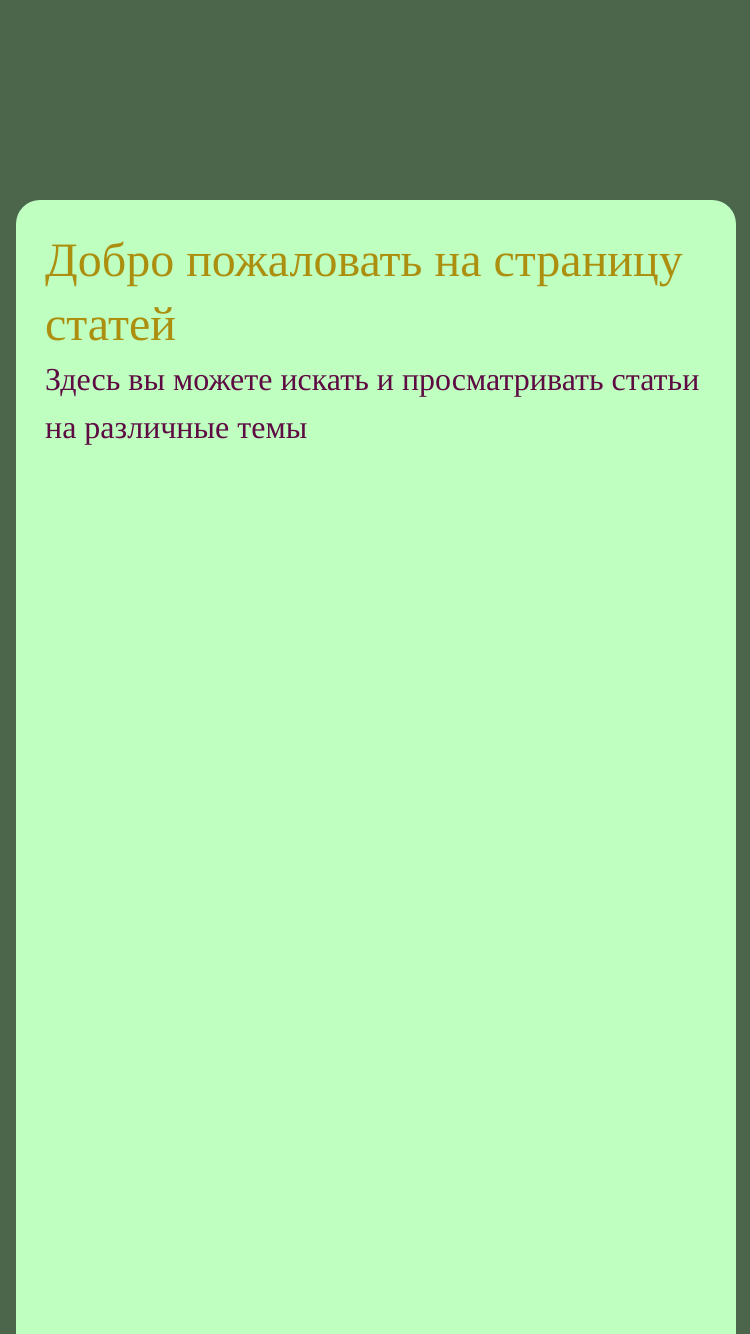 Добро пожаловать на страницу
статей
Здесь вы можете искать и просматривать статьи
на различные темы